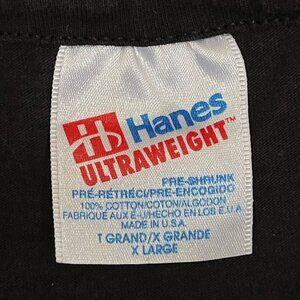 Hanes
ULTRAWEIGHT™
PRE-SHRUNK
PRÉ-RÉTRÉCI/PRE-ENCOGIDO
100% COTTON/COTON/ALGODON
FABRIQUÉ AUX É-U/HECHO EN LOS E.U.A.
MADE IN U.S.A.
T GRAND/X GRANDE
X LARGE